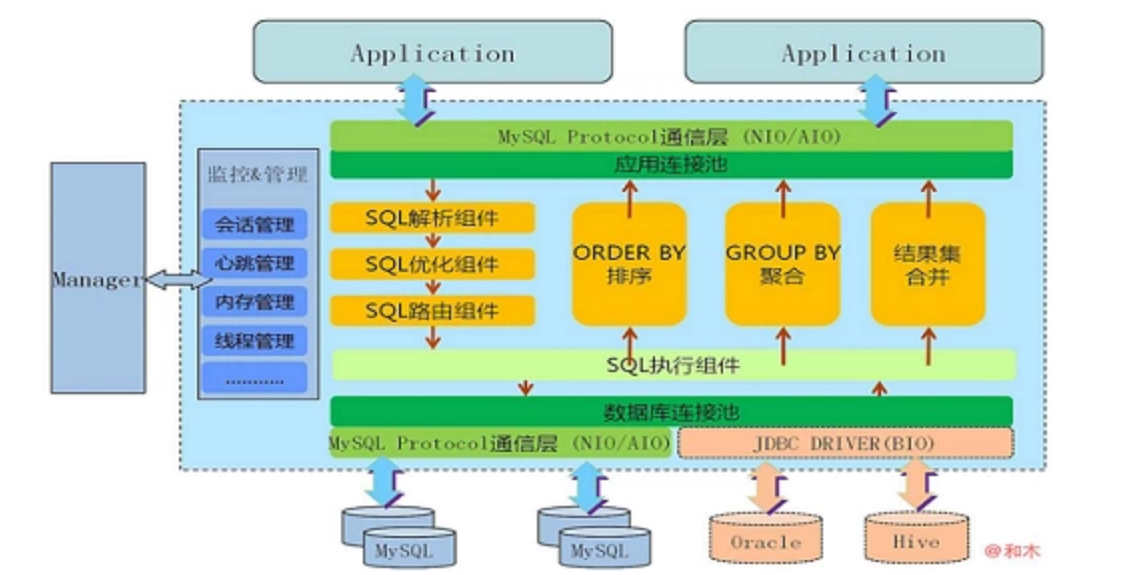 Application
Application
MySQL Protocol通信层 (NIO/AIO)
应用连接池
监控&管理
会话管理
心跳管理
内存管理
线程管理
...........
Manager
SQL解析组件
SQL优化组件
SQL路由组件
ORDER BY
排序
GROUP BY
聚合
结果集
合并
SQL执行组件
数据库连接池
MySQL Protocol通信层 (NIO/AIO)
JDBC DRIVER(BIO)
MySQL
MySQL
Oracle
Hive
@和木